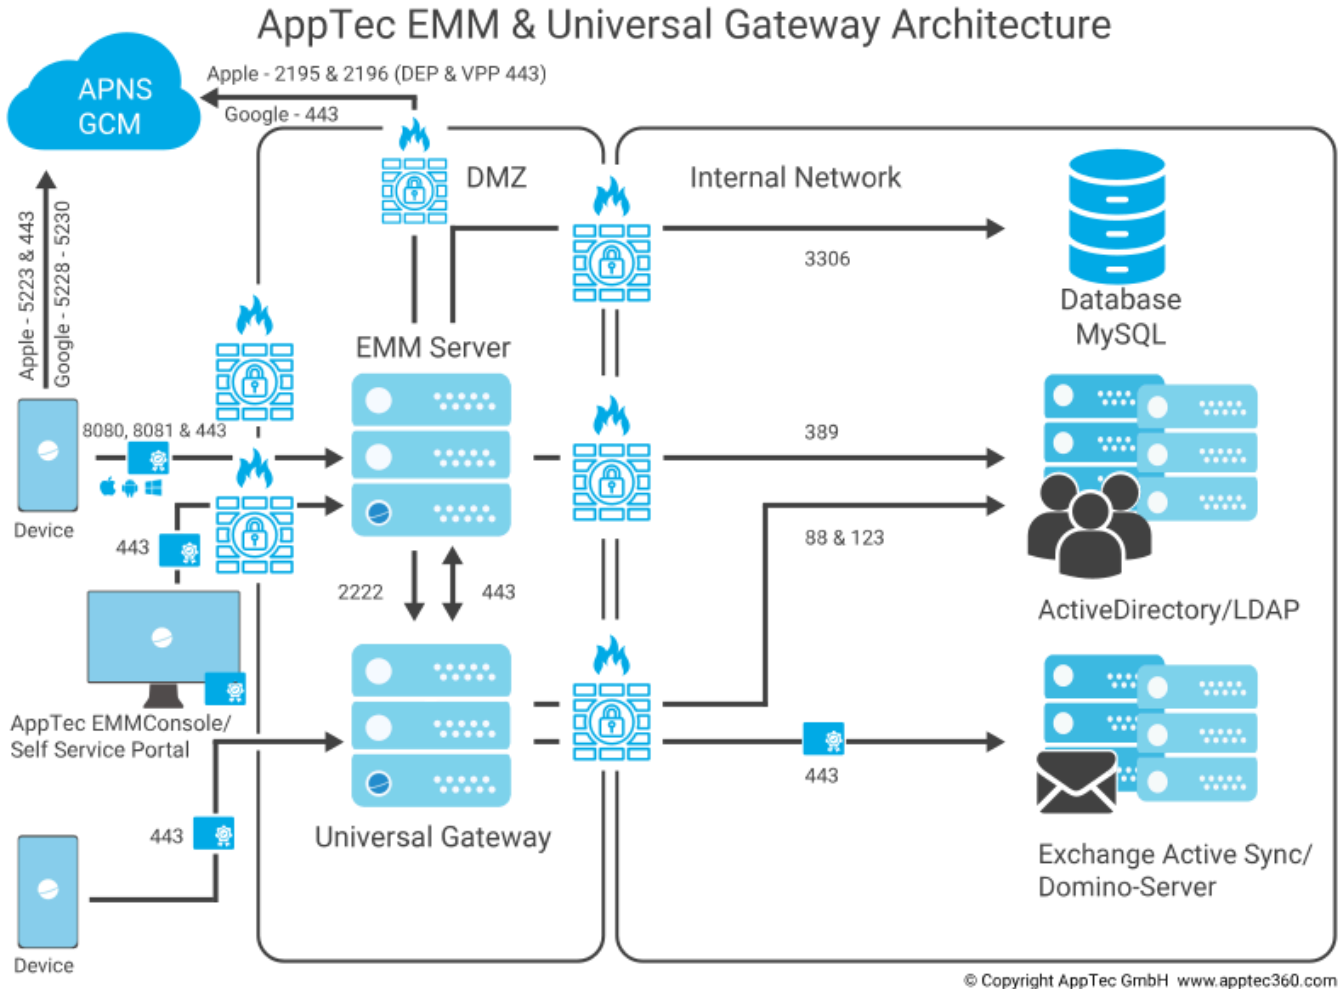 AppTec EMM & Universal Gateway Architecture
APNS
GCM
Apple - 2195 & 2196 (DEP & VPP 443)
Google - 443
DMZ
Internal Network
Apple - 5223 & 443
Google - 5228 - 5230
3306
Database
MySQL
EMM Server
8080, 8081 & 443
389
Device
443
88 & 123
2222
443
ActiveDirectory/LDAP
AppTec EMMConsole/
Self Service Portal
443
443
Universal Gateway
Exchange Active Sync/
Domino-Server
Device
© Copyright AppTec GmbH www.apptec360.com